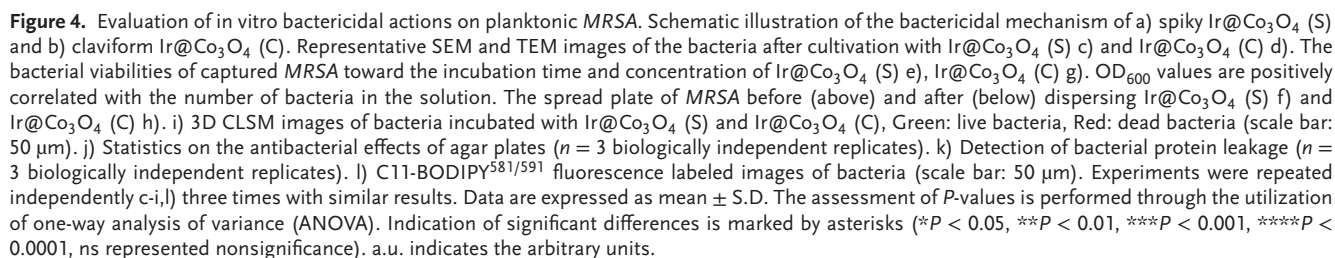 Figure 4. Evaluation of in vitro bactericidal actions on planktonic MRSA. Schematic illustration of the bactericidal mechanism of a) spiky Ir@Co₃O₄ (S)
and b) claviform Ir@Co₃O₄ (C). Representative SEM and TEM images of the bacteria after cultivation with Ir@Co₃O₄ (S) c) and Ir@Co₃O₄ (C) d). The
bacterial viabilities of captured MRSA toward the incubation time and concentration of Ir@Co₃O₄ (S) e), Ir@Co₃O₄ (C) g). OD₆₀₀ values are positively
correlated with the number of bacteria in the solution. The spread plate of MRSA before (above) and after (below) dispersing Ir@Co₃O₄ (S) f) and
Ir@Co₃O₄ (C) h). i) 3D CLSM images of bacteria incubated with Ir@Co₃O₄ (S) and Ir@Co₃O₄ (C), Green: live bacteria, Red: dead bacteria (scale bar:
50 μm). j) Statistics on the antibacterial effects of agar plates (n = 3 biologically independent replicates). k) Detection of bacterial protein leakage (n =
3 biologically independent replicates). l) C11-BODIPY⁵⁸¹/⁵⁹¹ fluorescence labeled images of bacteria (scale bar: 50 μm). Experiments were repeated
independently c-i,l) three times with similar results. Data are expressed as mean ± S.D. The assessment of P-values is performed through the utilization
of one-way analysis of variance (ANOVA). Indication of significant differences is marked by asterisks (*P < 0.05, **P < 0.01, ***P < 0.001, ****P <
0.0001, ns represented nonsignificance). a.u. indicates the arbitrary units.